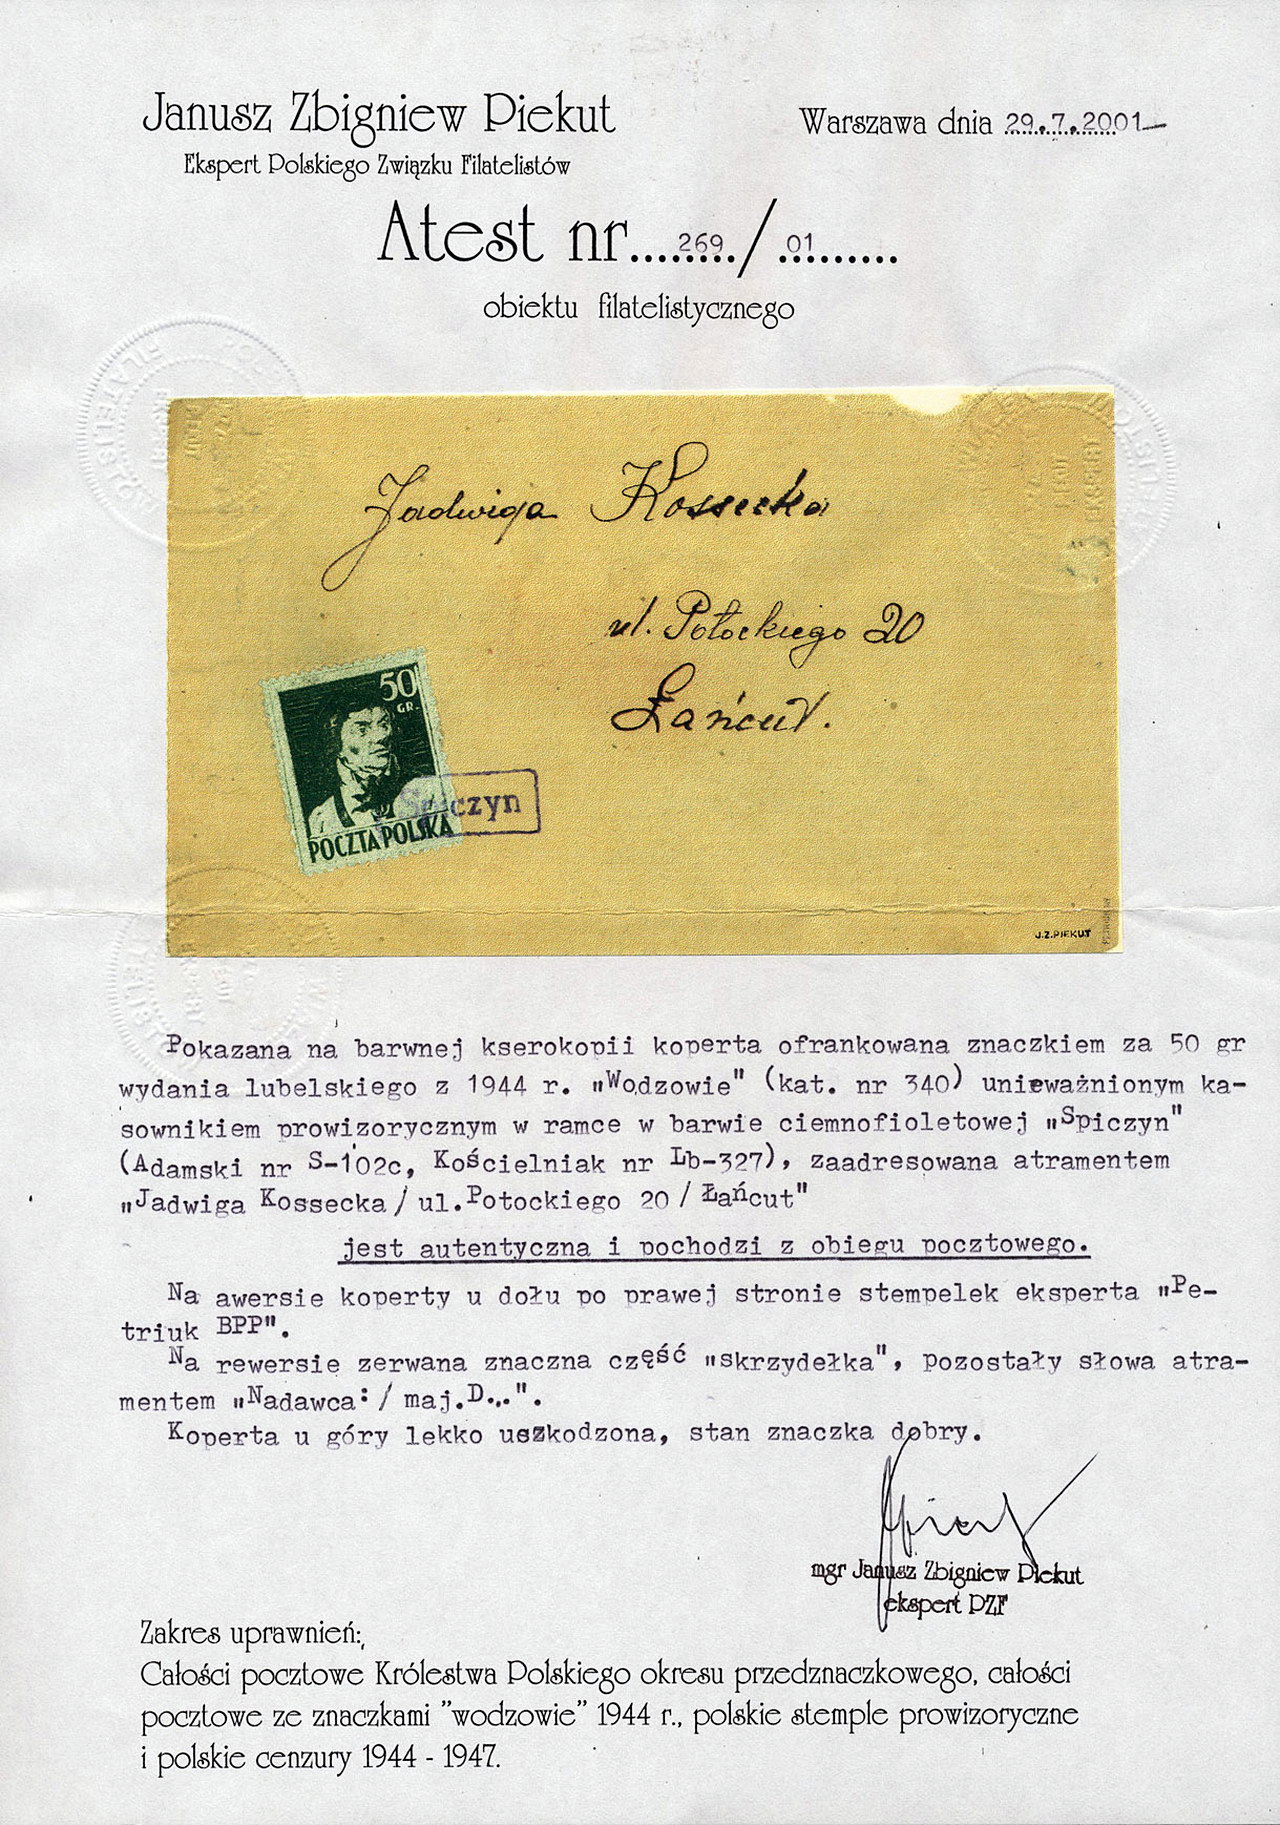 Janusz Zbigniew Piekut
Warszawa dnia 29.7.2001
Ekspert Polskiego Związku Filatelistów
Atest nr 269/01
obiektu filatelistycznego
Jadwiga Kossecka
ul. Potockiego 20
Łańcut.
50
GR.
POCZTA POLSKA
Spiczyn
J.Z.PIEKUT
Pokazana na barwnej kserokopii koperta ofrankowana znaczkiem za 50 gr
wydania lubelskiego z 1944 r. "Wodzowie" (kat. nr 340) unieważnionym ka-
sownikiem prowizorycznym w ramce w barwie ciemnofioletowej "Spiczyn"
(Adamski nr S-102c, Kościelniak nr Lb-327), zaadresowana atramentem
"Jadwiga Kossecka / ul.Potockiego 20 / Łańcut"
jest autentyczna i pochodzi z obiegu pocztowego.
Na awersie koperty u dołu po prawej stronie stempelek eksperta "Pe-
triuk BPP".
Na rewersie zerwana znaczna część "skrzydełka", pozostały słowa atra-
mentem "Nadawca: / maj.D...".
Koperta u góry lekko uszkodzona, stan znaczka dobry.
mgr Janusz Zbigniew Piekut
ekspert PZF
Zakres uprawnień:
Całości pocztowe Królestwa Polskiego okresu przedznaczkowego, całości
pocztowe ze znaczkami "wodzowie" 1944 r., polskie stemple prowizoryczne
i polskie cenzury 1944 - 1947.